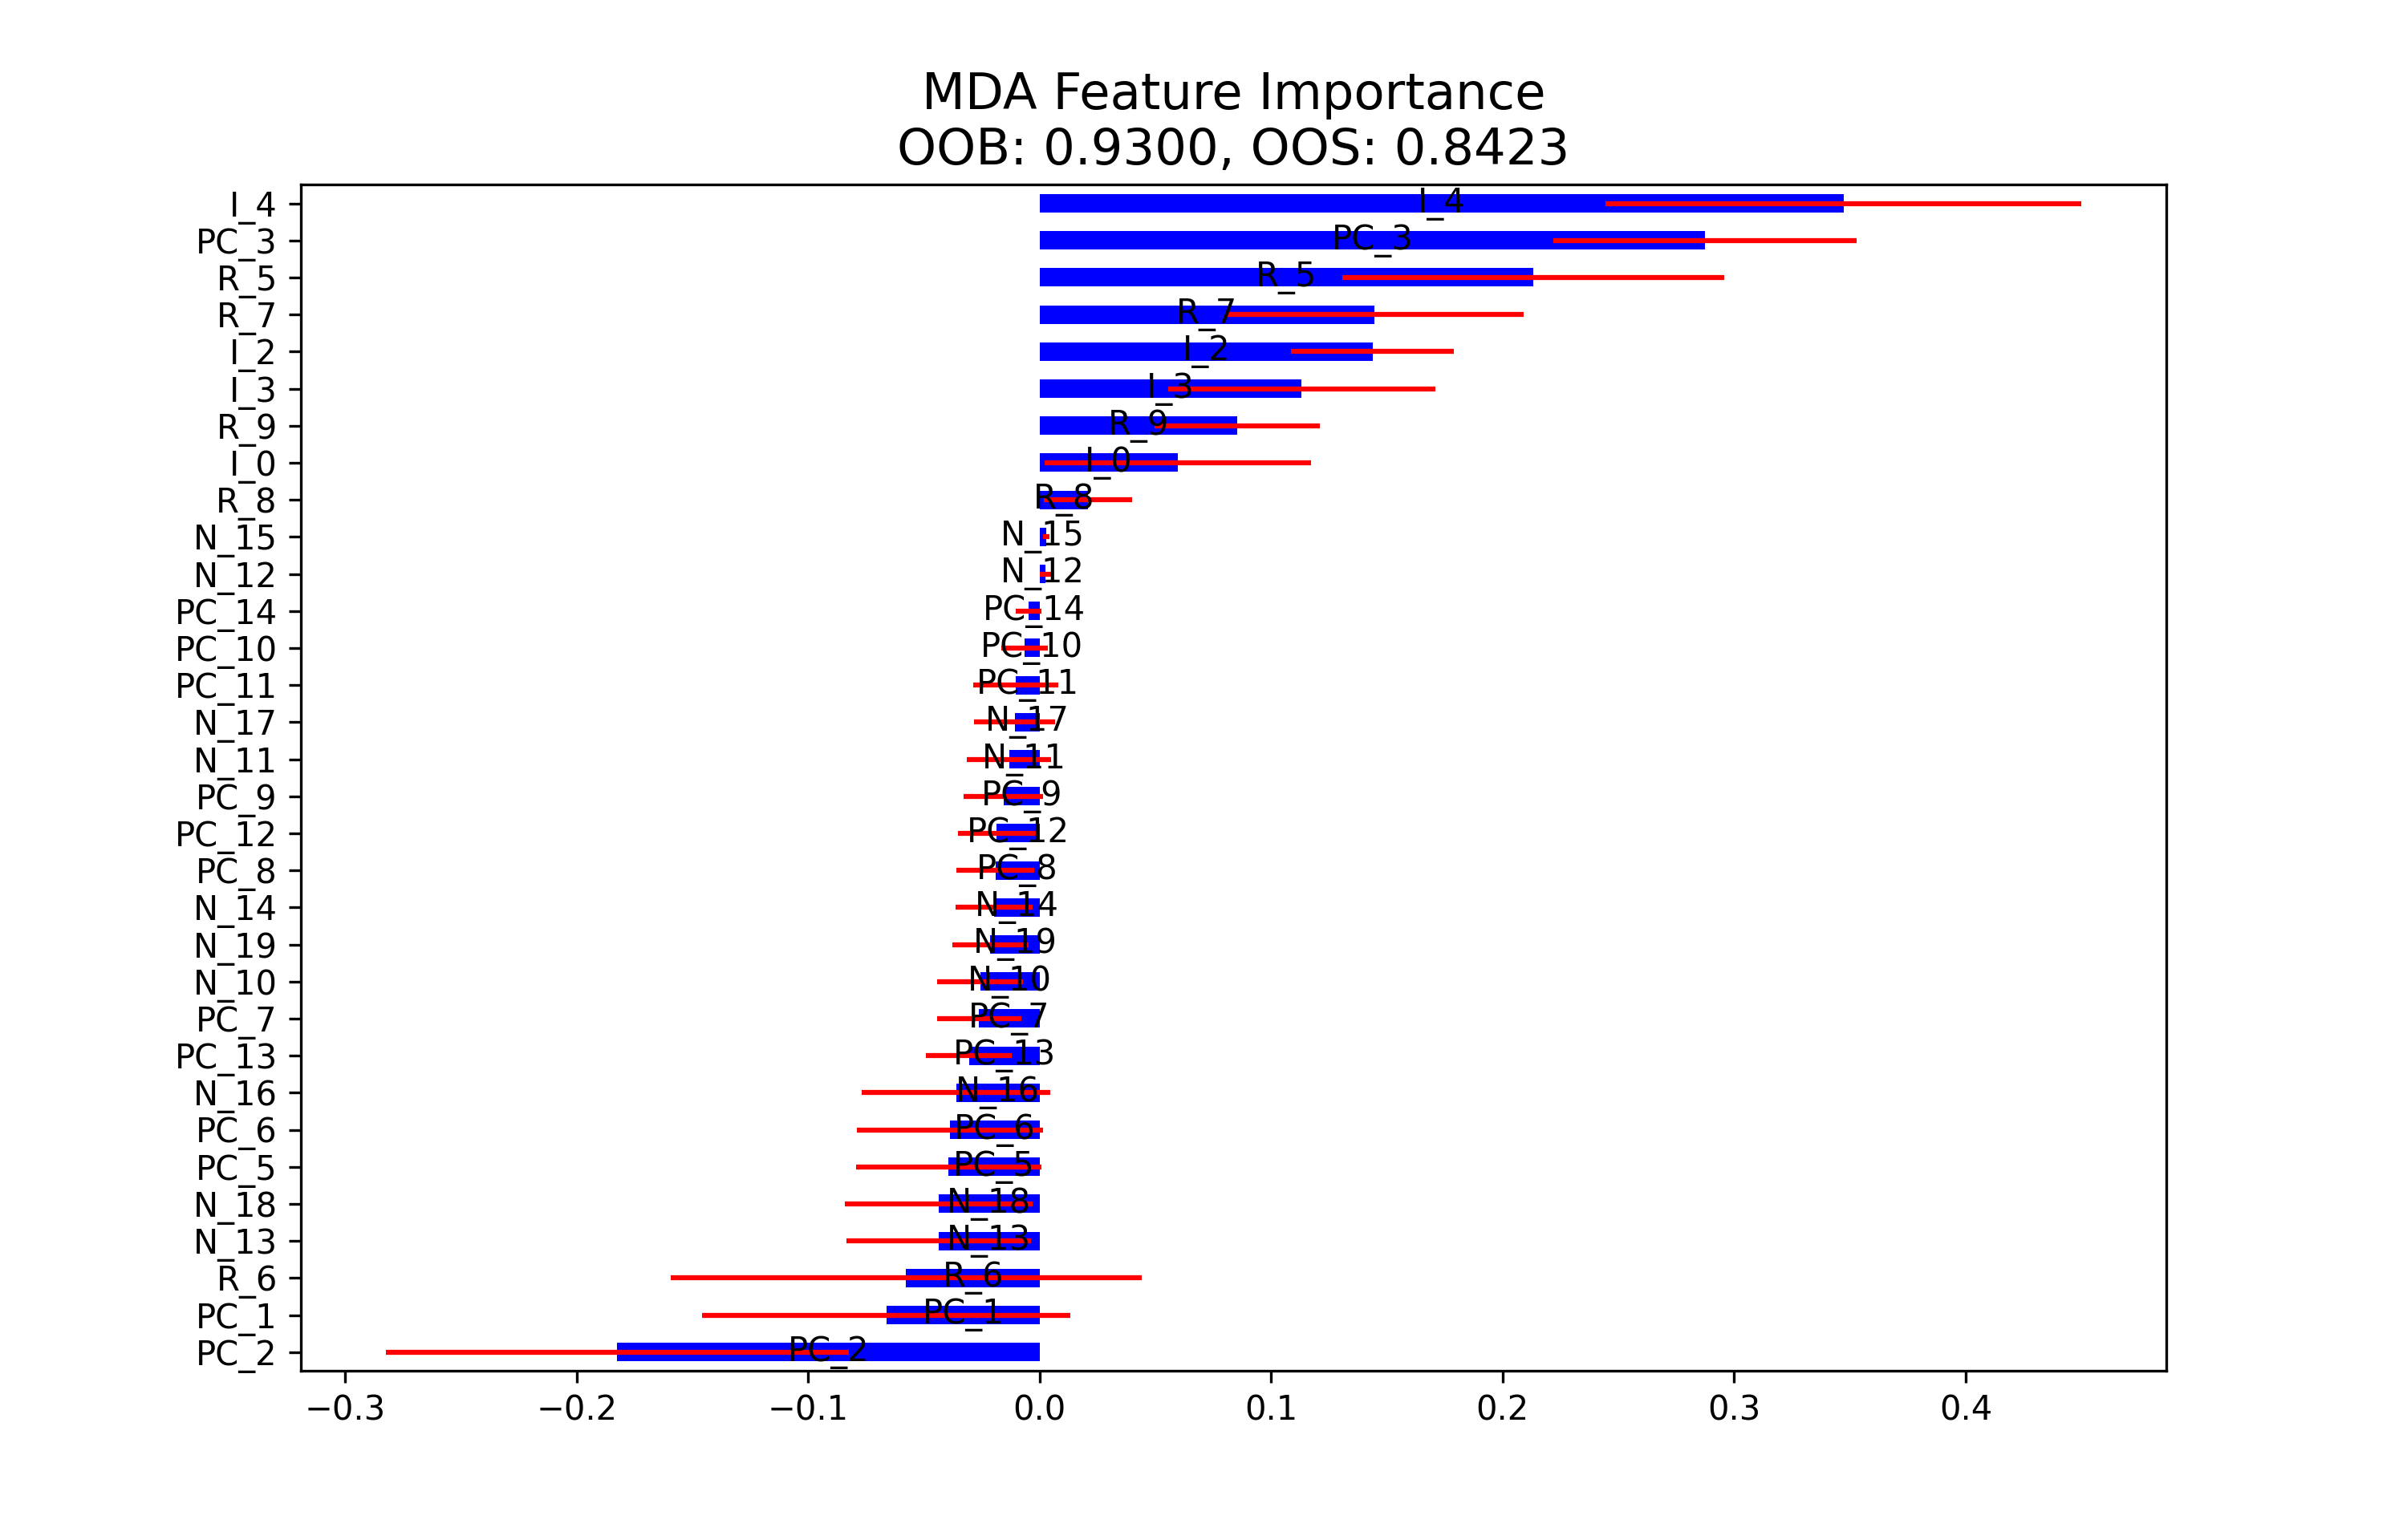 MDA Feature Importance
OOB: 0.9300, OOS: 0.8423
I_4 I_4
PC_3 PC_3
R_5 R_5
R_7 R_7
I_2 I_2
I_3 I_3
R_9 R_9
I_0 I_0
R_8 R_8
N_15 N_15
N_12 N_12
PC_14 PC_14
PC_10 PC_10
PC_11 PC_11
N_17 N_17
N_11 N_11
PC_9 PC_9
PC_12 PC_12
PC_8 PC_8
N_14 N_14
N_19 N_19
N_10 N_10
PC_7 PC_7
PC_13 PC_13
N_16 N_16
PC_6 PC_6
PC_5 PC_5
N_18 N_18
N_13 N_13
R_6 R_6
PC_1 PC_1
PC_2 PC_2
−0.3 −0.2 −0.1 0.0 0.1 0.2 0.3 0.4